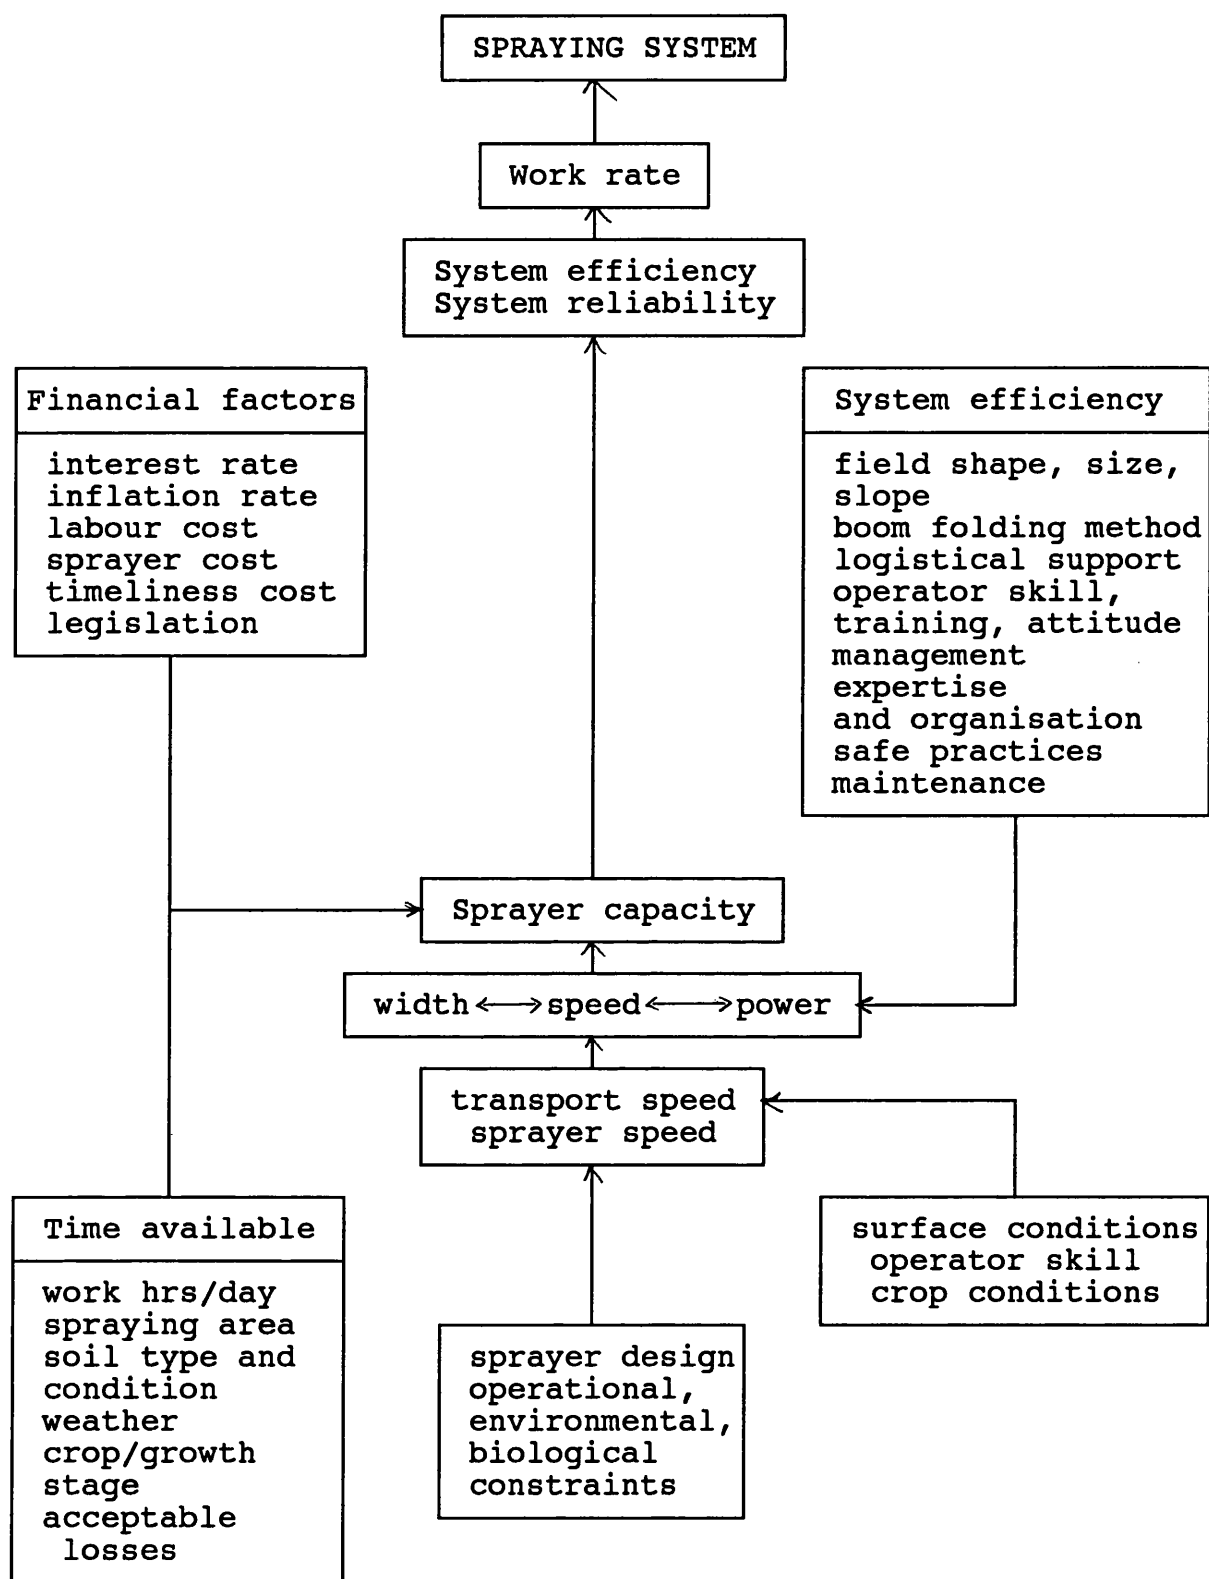 SPRAYING SYSTEM
Work rate
System efficiency
System reliability
Financial factors
interest rate
inflation rate
labour cost
sprayer cost
timeliness cost
legislation
System efficiency
field shape, size,
slope
boom folding method
logistical support
operator skill,
training, attitude
management
expertise
and organisation
safe practices
maintenance
Sprayer capacity
width <--> speed <--> power
transport speed
sprayer speed
Time available
work hrs/day
spraying area
soil type and
condition
weather
crop/growth
stage
acceptable
losses
sprayer design
operational,
environmental,
biological
constraints
surface conditions
operator skill
crop conditions